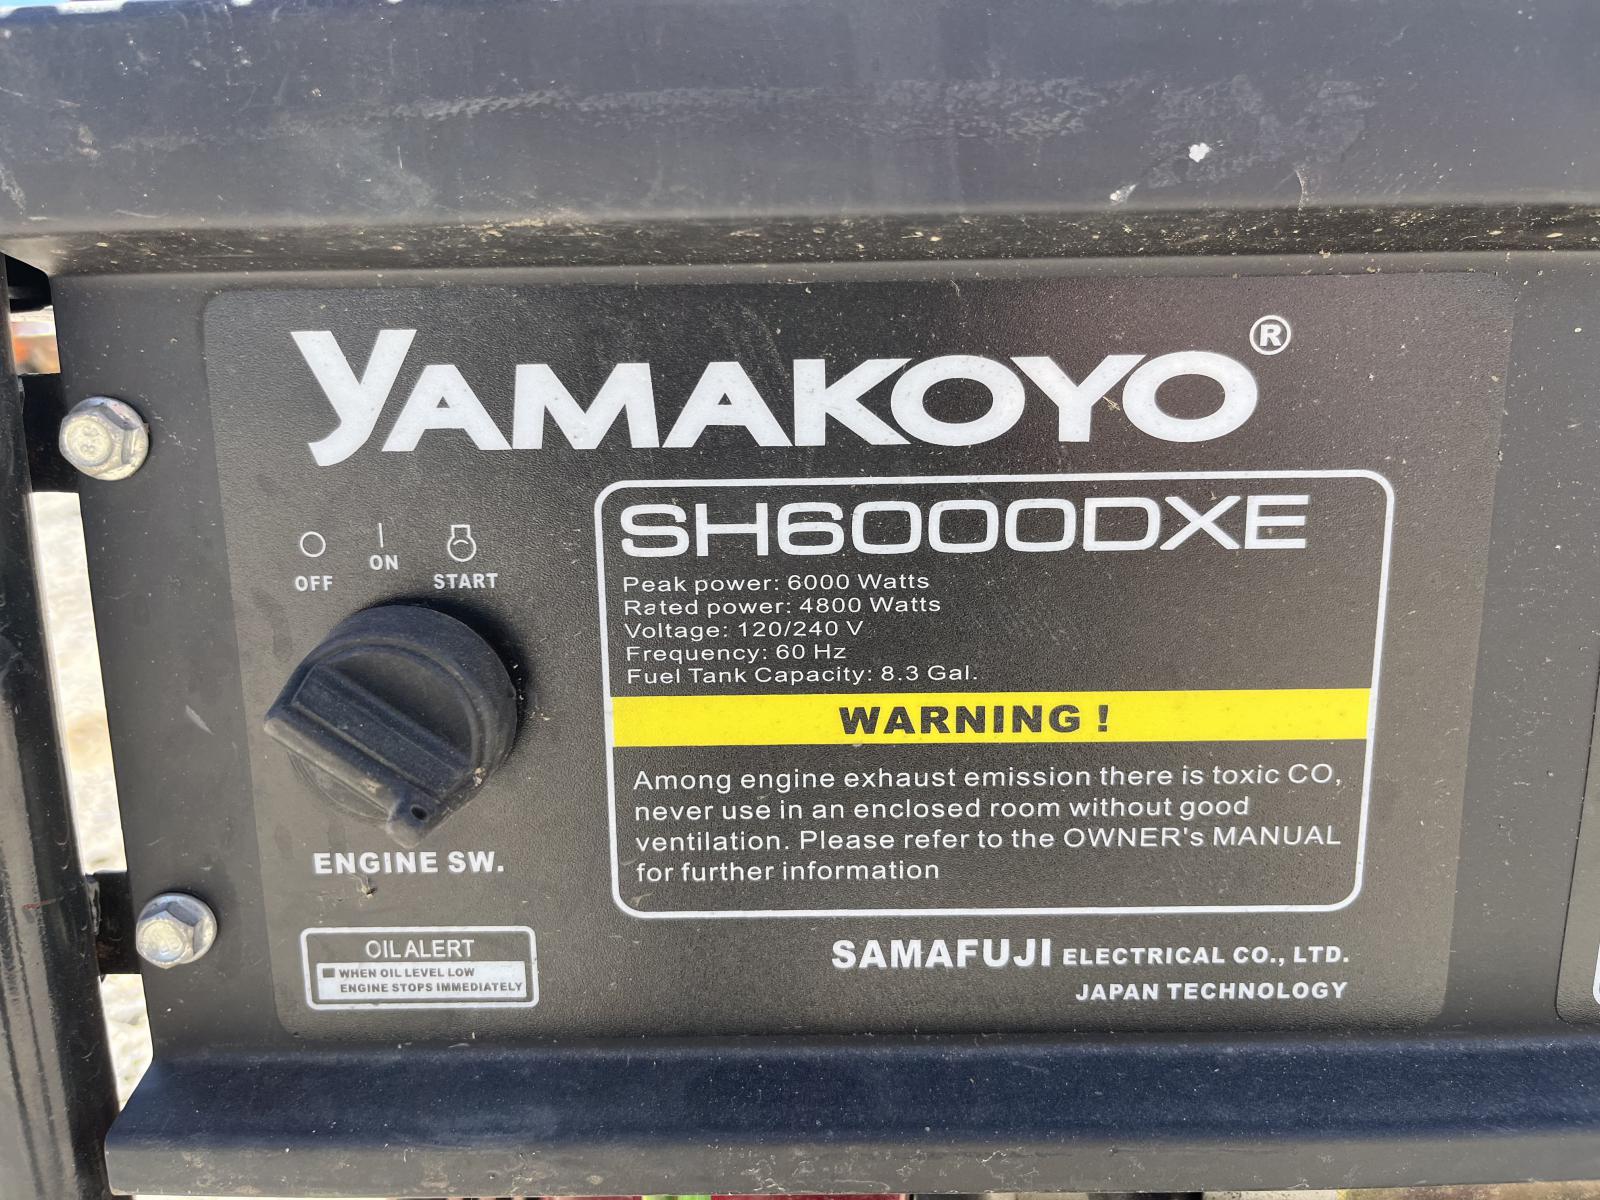 YAMAKOYO®
SH6000DXE
Peak power: 6000 Watts
Rated power: 4800 Watts
Voltage: 120/240 V
Frequency: 60 Hz
Fuel Tank Capacity: 8.3 Gal.
WARNING !
Among engine exhaust emission there is toxic CO,
never use in an enclosed room without good
ventilation. Please refer to the OWNER's MANUAL
for further information
OFF
ON
START
ENGINE SW.
OIL ALERT
WHEN OIL LEVEL LOW
ENGINE STOPS IMMEDIATELY
SAMAFUJI ELECTRICAL CO., LTD.
JAPAN TECHNOLOGY